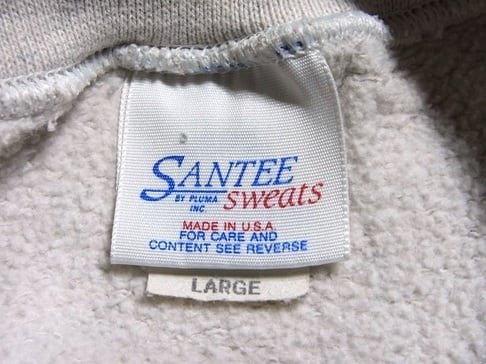 SANTEE
BY PLUMA sweats
INC
MADE IN U.S.A
FOR CARE AND
CONTENT SEE REVERSE
LARGE